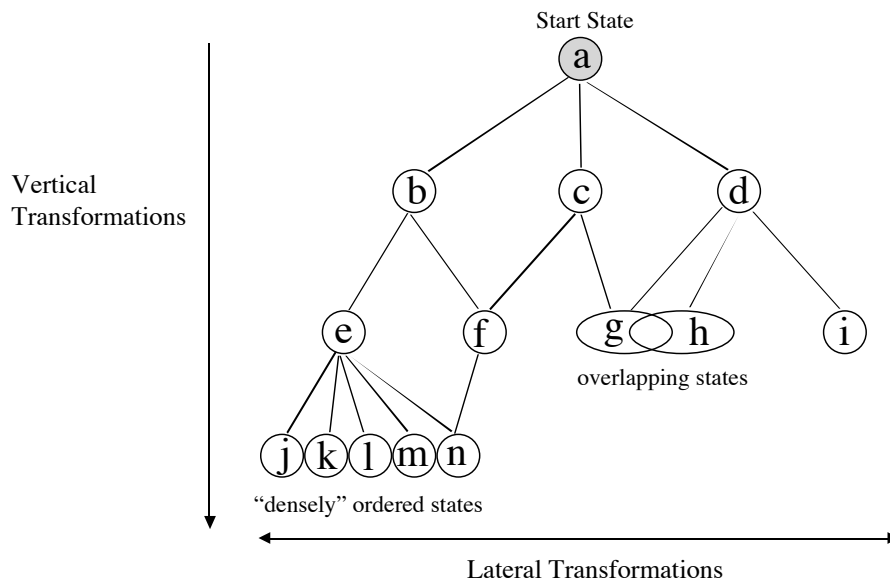 Start State
a
Vertical
Transformations
b c d
e f g h i
overlapping states
j k l m n
“densely” ordered states
Lateral Transformations